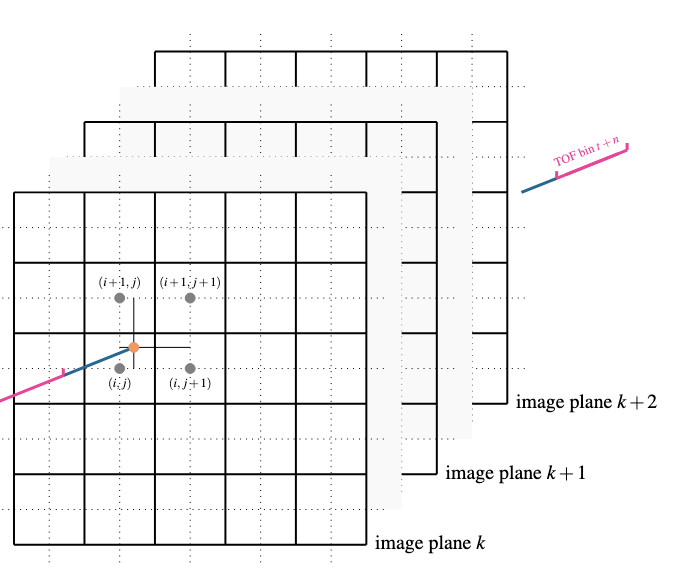 TOF bin t + n
(i+1, j) (i+1, j+1)
(i, j) (i, j+1)
image plane k + 2
image plane k + 1
image plane k